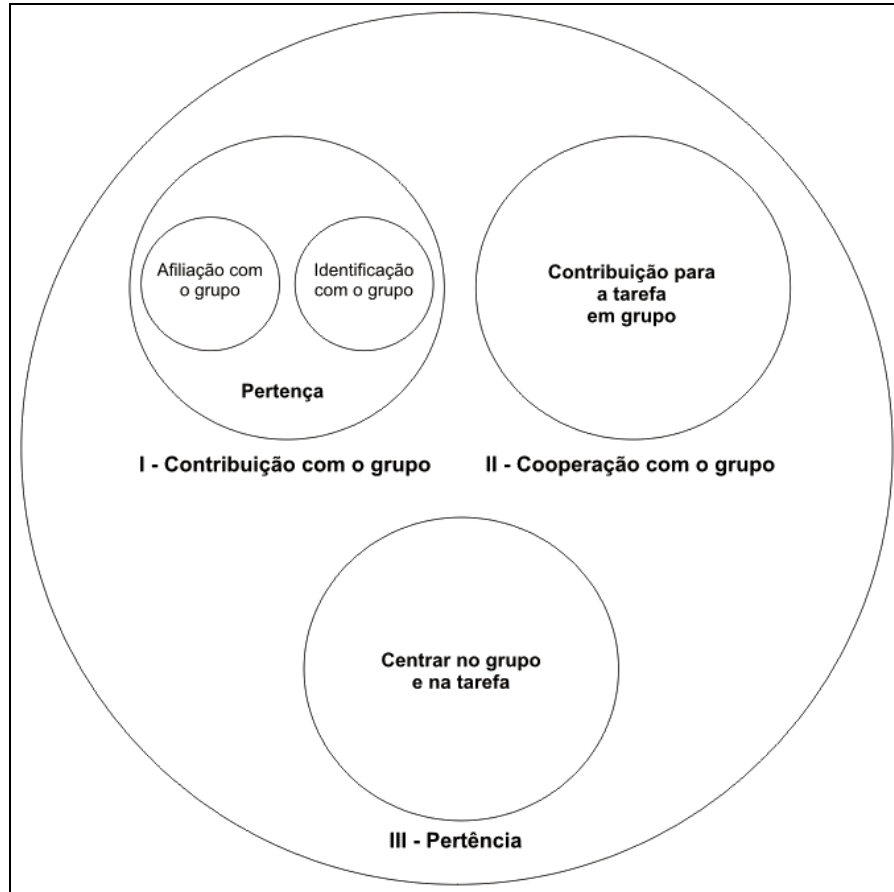 Afiliação com
o grupo
Identificação
com o grupo
Pertença
I - Contribuição com o grupo
Contribuição para
a tarefa
em grupo
II - Cooperação com o grupo
Centrar no grupo
e na tarefa
III - Pertência